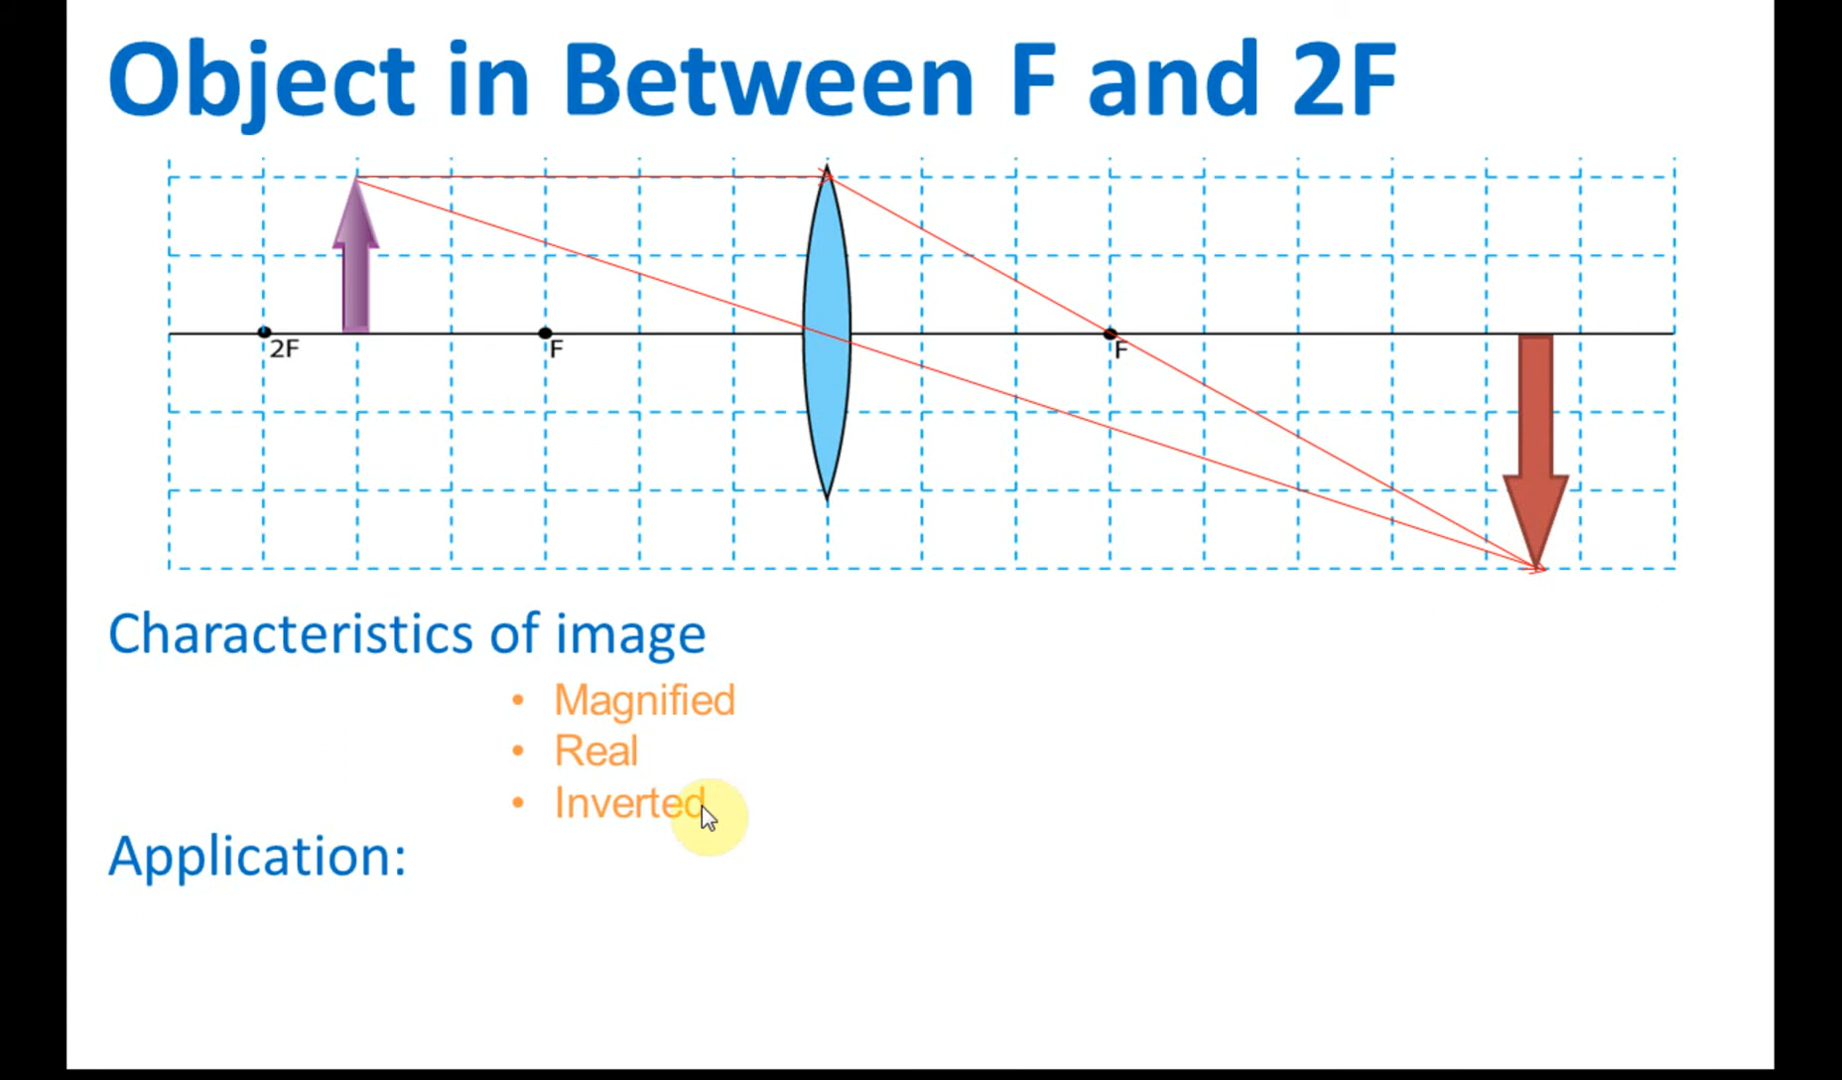 Object in Between F and 2F
2F
F
F
Characteristics of image
• Magnified
• Real
• Inverted
Application: